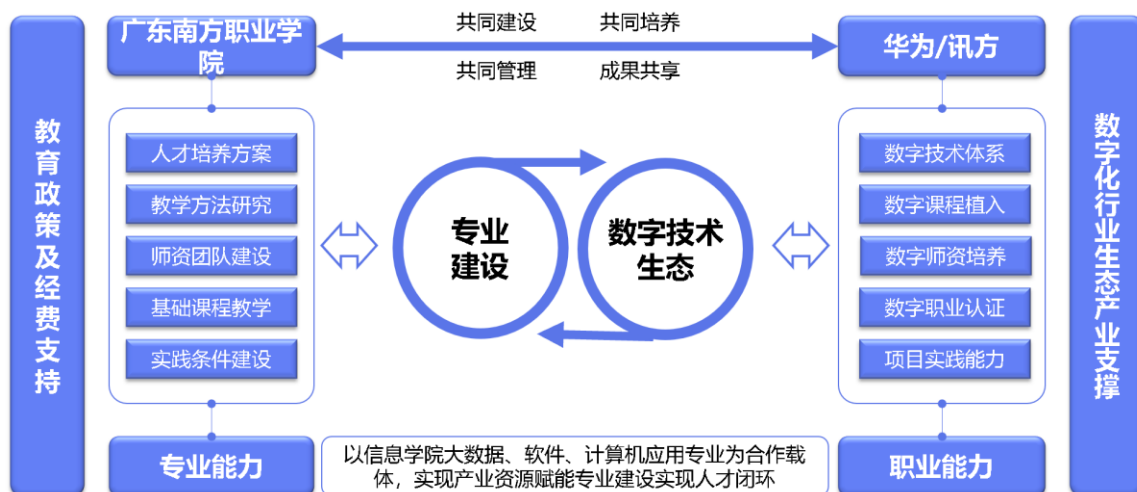 教育政策及经费支持
广东南方职业学
院
共同建设 共同培养
共同管理 成果共享
华为/讯方
人才培养方案
教学方法研究
师资团队建设
基础课程教学
实践条件建设
专业
建设
数字技术
生态
数字技术体系
数字课程植入
数字师资培养
数字职业认证
项目实践能力
专业能力
以信息学院大数据、软件、计算机应用专业为合作载
体，实现产业资源赋能专业建设实现人才闭环
职业能力
数字化行业生态产业支撑